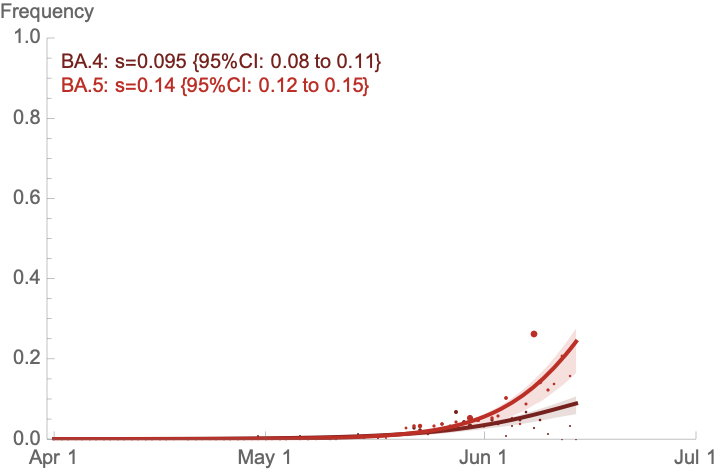 Frequency
1.0
BA.4: s=0.095 {95%CI: 0.08 to 0.11}
BA.5: s=0.14 {95%CI: 0.12 to 0.15}
0.8
0.6
0.4
0.2
0.0
Apr 1 May 1 Jun 1 Jul 1